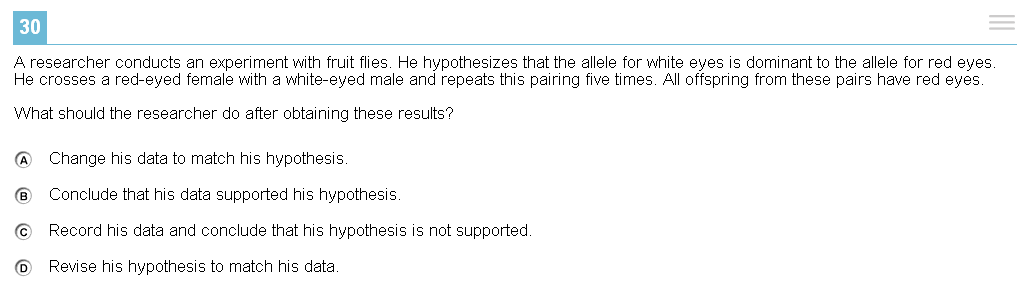 30
A researcher conducts an experiment with fruit flies. He hypothesizes that the allele for white eyes is dominant to the allele for red eyes.
He crosses a red-eyed female with a white-eyed male and repeats this pairing five times. All offspring from these pairs have red eyes.
What should the researcher do after obtaining these results?
A Change his data to match his hypothesis.
B Conclude that his data supported his hypothesis.
C Record his data and conclude that his hypothesis is not supported.
D Revise his hypothesis to match his data.